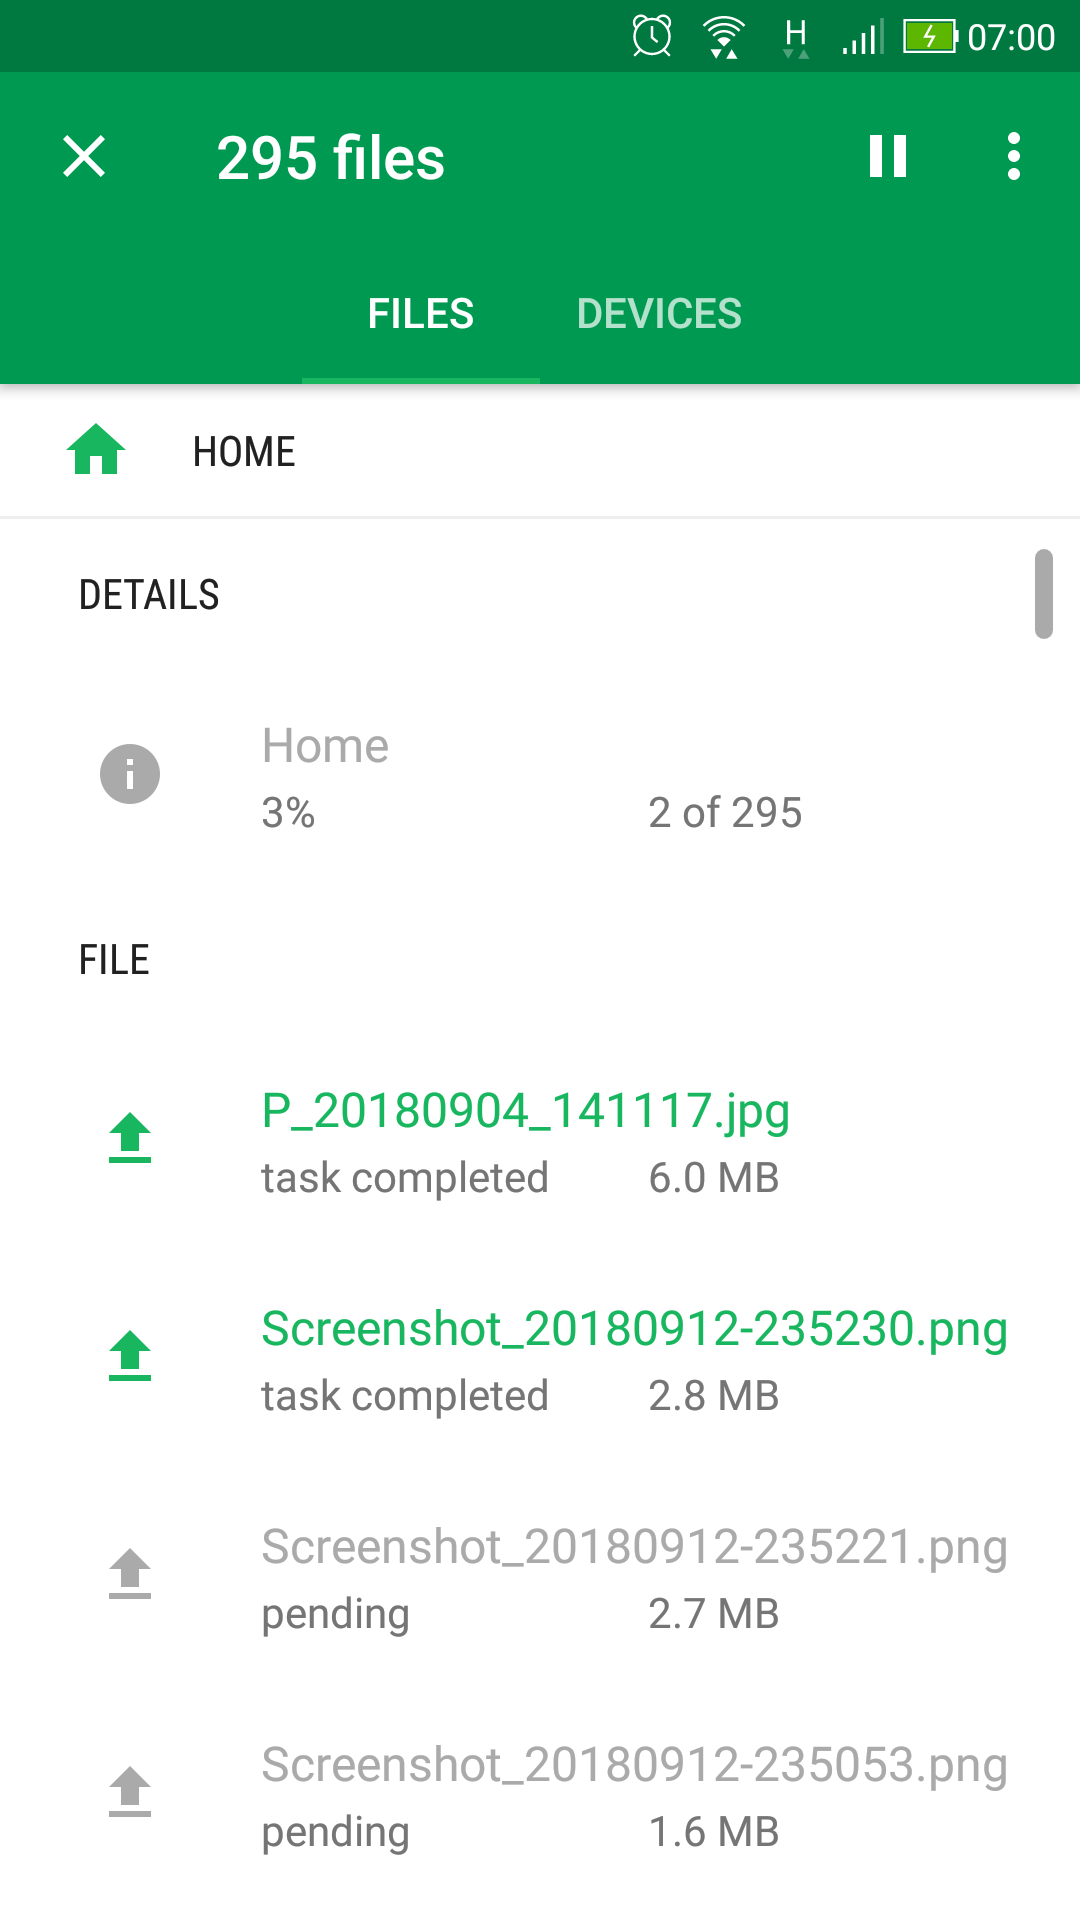 H 07:00
295 files
FILES DEVICES
HOME
DETAILS
Home
3% 2 of 295
FILE
P_20180904_141117.jpg
task completed 6.0 MB
Screenshot_20180912-235230.png
task completed 2.8 MB
Screenshot_20180912-235221.png
pending 2.7 MB
Screenshot_20180912-235053.png
pending 1.6 MB